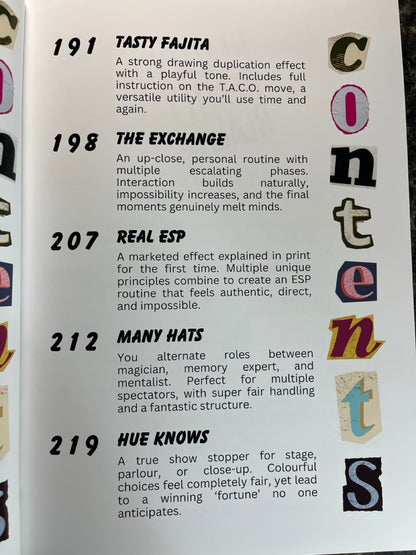 191 TASTY FAJITA
A strong drawing duplication effect
with a playful tone. Includes full
instruction on the T.A.C.O. move, a
versatile utility you'll use time and
again.
198 THE EXCHANGE
An up-close, personal routine with
multiple escalating phases.
Interaction builds naturally,
impossibility increases, and the final
moments genuinely melt minds.
207 REAL ESP
A marketed effect explained in print
for the first time. Multiple unique
principles combine to create an ESP
routine that feels authentic, direct,
and impossible.
212 MANY HATS
You alternate roles between
magician, memory expert, and
mentalist. Perfect for multiple
spectators, with super fair handling
and a fantastic structure.
219 HUE KNOWS
A true show stopper for stage,
parlour, or close-up. Colourful
choices feel completely fair, yet lead
to a winning 'fortune' no one
anticipates.
contentS